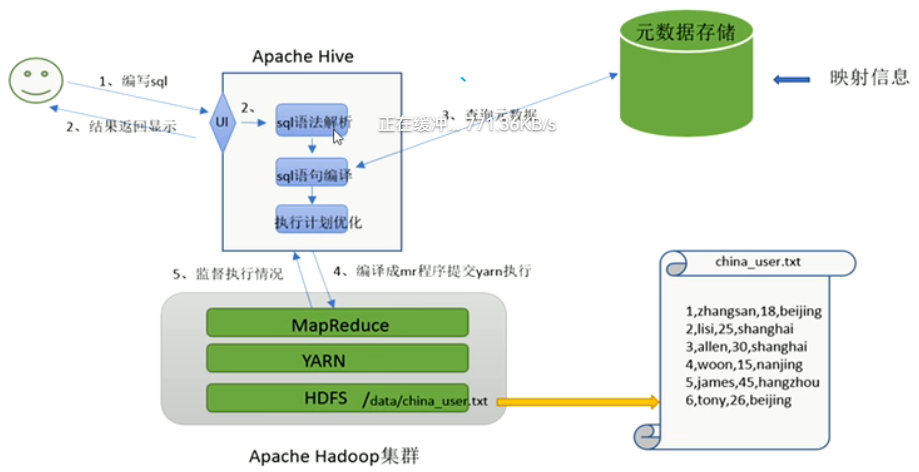 元数据存储
映射信息
Apache Hive
1、编写sql
2、结果返回显示
UI
2、
sql语法解析
正在缓冲... 771.36KB/s
3、查询元数据
sql语句编译
执行计划优化
5、监督执行情况
4、编译成mr程序提交yarn执行
MapReduce
YARN
HDFS /data/china_user.txt
Apache Hadoop集群
china_user.txt
1,zhangsan,18,beijing
2,lisi,25,shanghai
3,allen,30,shanghai
4,woon,15,nanjing
5,james,45,hangzhou
6,tony,26,beijing